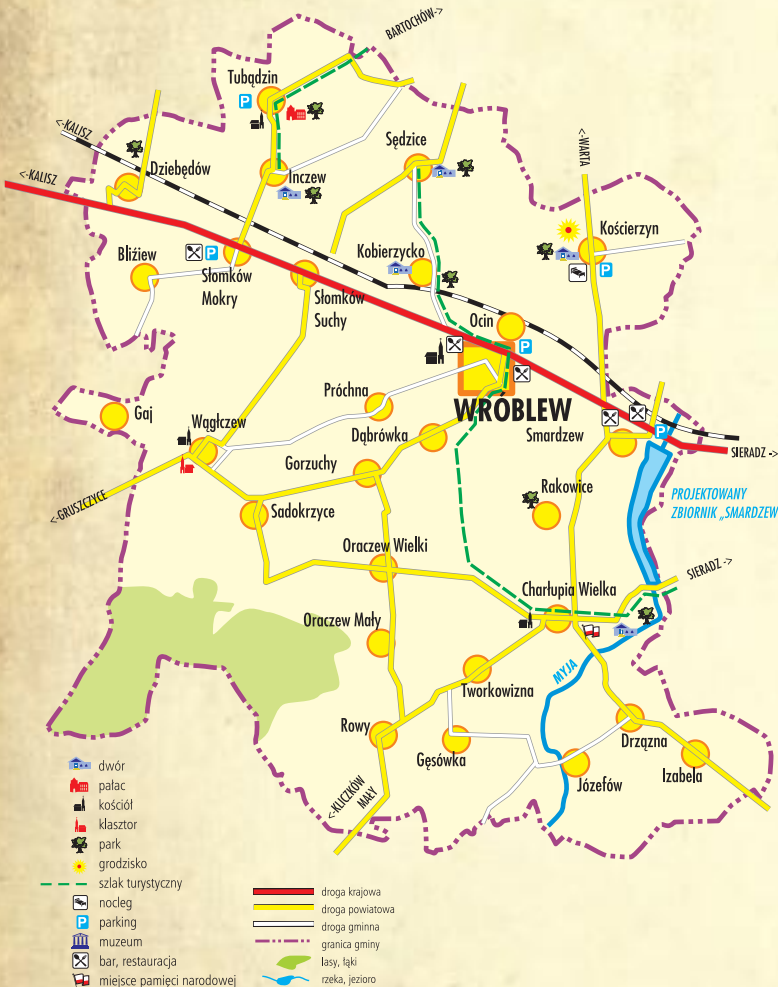 BARTOCHÓW->
Tubądzin
P
<-KALISZ
<-KALISZ
Dziebędów
Inczew
Sędzice
<-WARTA
Kościerzyn
P
Bliźiew
P
Słomków
Mokry
Słomków
Suchy
Kobierzycko
Ocin
P
WRÓBLEW
Próchna
Gaj
Wągłczew
Dąbrówka
Smardzew
P
SIERADZ ->
Gorzuchy
<-GRUSZCZYCE
Sadokrzyce
Rakowice
PROJEKTOWANY
ZBIORNIK „SMARDZEW
Oraczew Wielki
SIERADZ ->
Charłupia Wielka
Oraczew Mały
MYJA
Tworkowizna
Rowy
Gęsówka
Drzązna
Józefów
Izabela
<-KLICZKÓW
MAŁY
dwór
pałac
kościół
klasztor
park
grodzisko
szlak turystyczny
nocleg
P parking
muzeum
bar, restauracja
miejsce pamięci narodowej
droga krajowa
droga powiatowa
droga gminna
granica gminy
lasy, łąki
rzeka, jezioro